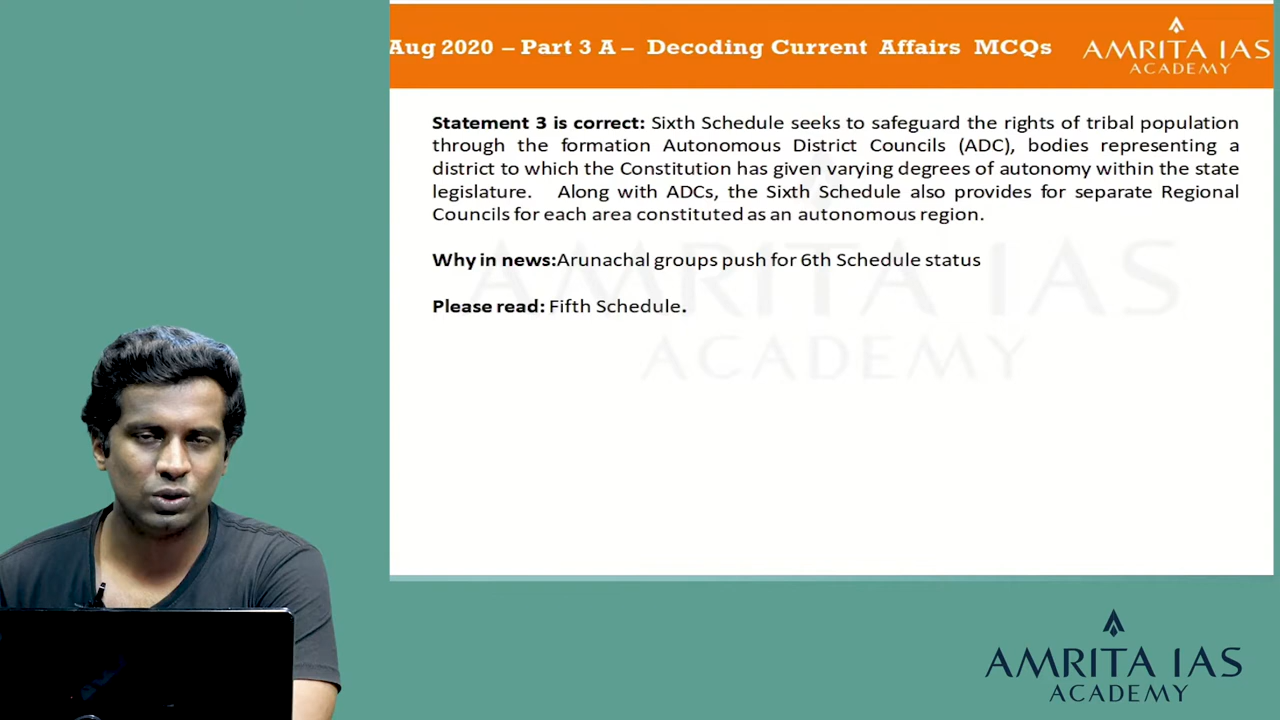 Aug 2020 – Part 3 A – Decoding Current Affairs MCQs
AMRITA IAS
ACADEMY
Statement 3 is correct: Sixth Schedule seeks to safeguard the rights of tribal population
through the formation Autonomous District Councils (ADC), bodies representing a
district to which the Constitution has given varying degrees of autonomy within the state
legislature. Along with ADCs, the Sixth Schedule also provides for separate Regional
Councils for each area constituted as an autonomous region.
Why in news:Arunachal groups push for 6th Schedule status
Please read: Fifth Schedule.
AMRITA IAS
ACADEMY
AMRITA IAS
ACADEMY